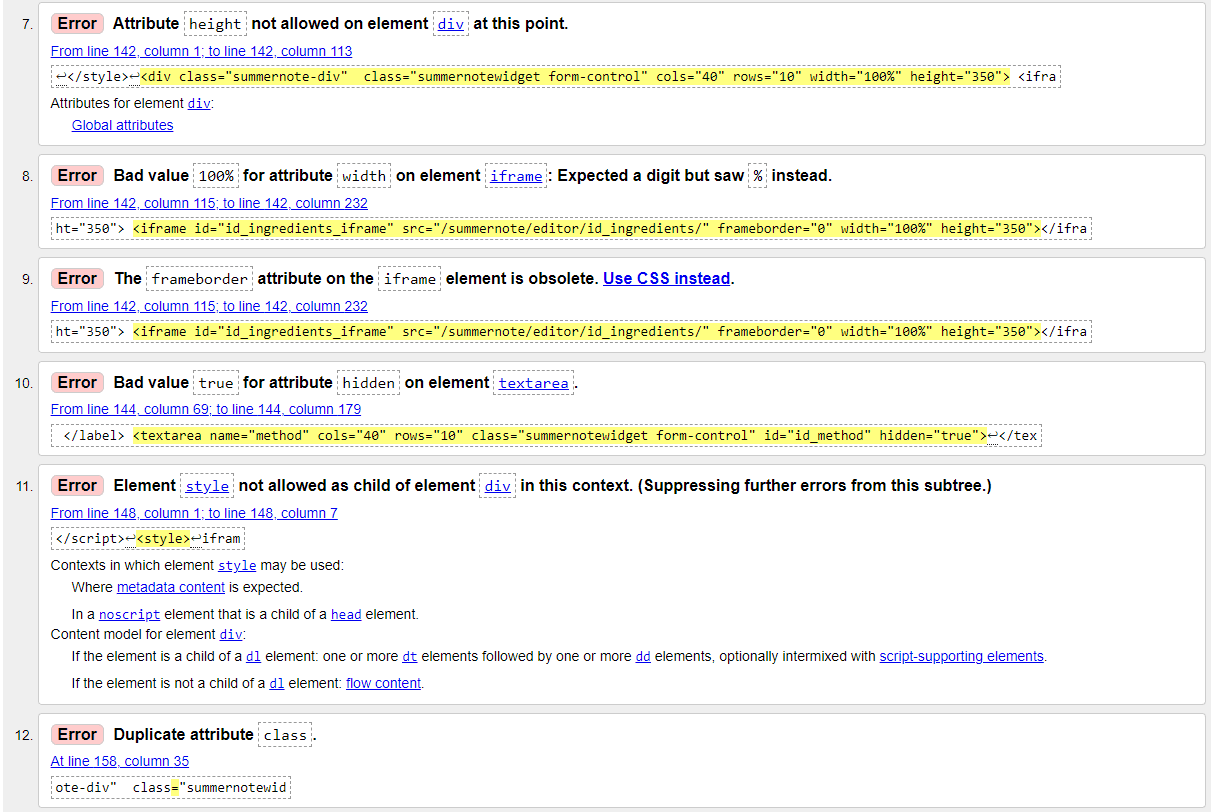 7. Error Attribute height not allowed on element div at this point.
From line 142, column 1; to line 142, column 113
↩</style>↩<div class="summernote-div"  class="summernotewidget form-control" cols="40" rows="10" width="100%" height="350"> <ifra
Attributes for element div:
Global attributes
8. Error Bad value 100% for attribute width on element iframe: Expected a digit but saw % instead.
From line 142, column 115; to line 142, column 232
ht="350"> <iframe id="id_ingredients_iframe" src="/summernote/editor/id_ingredients/" frameborder="0" width="100%" height="350"></ifra
9. Error The frameborder attribute on the iframe element is obsolete. Use CSS instead.
From line 142, column 115; to line 142, column 232
ht="350"> <iframe id="id_ingredients_iframe" src="/summernote/editor/id_ingredients/" frameborder="0" width="100%" height="350"></ifra
10. Error Bad value true for attribute hidden on element textarea.
From line 144, column 69; to line 144, column 179
</label> <textarea name="method" cols="40" rows="10" class="summernotewidget form-control" id="id_method" hidden="true">↩</tex
11. Error Element style not allowed as child of element div in this context. (Suppressing further errors from this subtree.)
From line 148, column 1; to line 148, column 7
</script>↩<style>↩ifram
Contexts in which element style may be used:
Where metadata content is expected.
In a noscript element that is a child of a head element.
Content model for element div:
If the element is a child of a dl element: one or more dt elements followed by one or more dd elements, optionally intermixed with script-supporting elements.
If the element is not a child of a dl element: flow content.
12. Error Duplicate attribute class.
At line 158, column 35
ote-div"  class="summernotewid